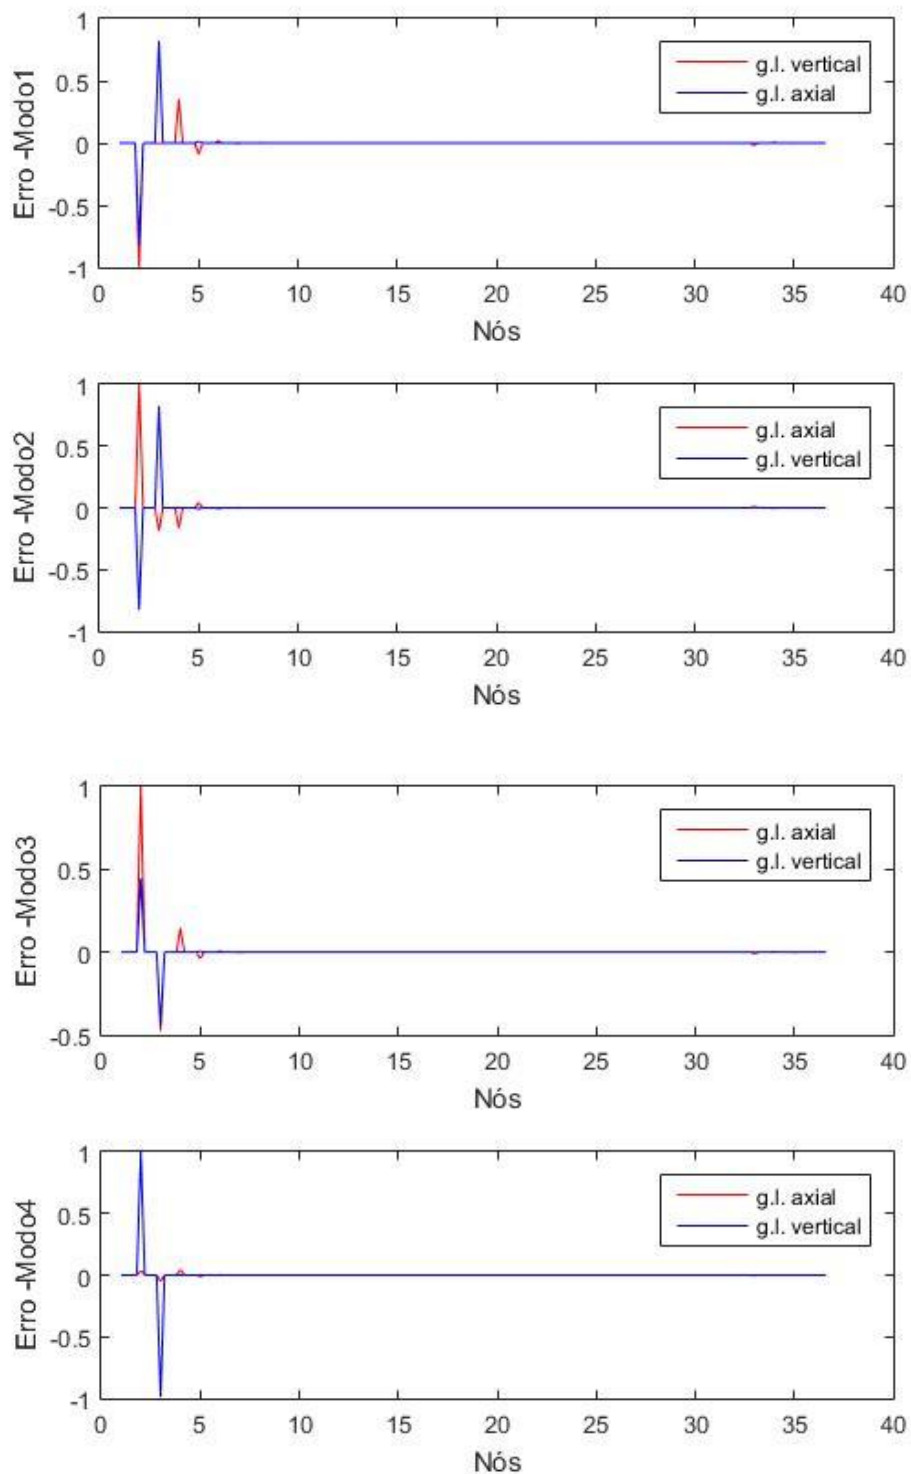 1
0.5
0
-0.5
-1
Erro -Modo1
g.l. vertical
g.l. axial
0 5 10 15 20 25 30 35 40
Nós
1
0.5
0
-0.5
-1
Erro -Modo2
g.l. axial
g.l. vertical
0 5 10 15 20 25 30 35 40
Nós
1
0.5
0
-0.5
Erro -Modo3
g.l. axial
g.l. vertical
0 5 10 15 20 25 30 35 40
Nós
1
0.5
0
-0.5
-1
Erro -Modo4
g.l. axial
g.l. vertical
0 5 10 15 20 25 30 35 40
Nós